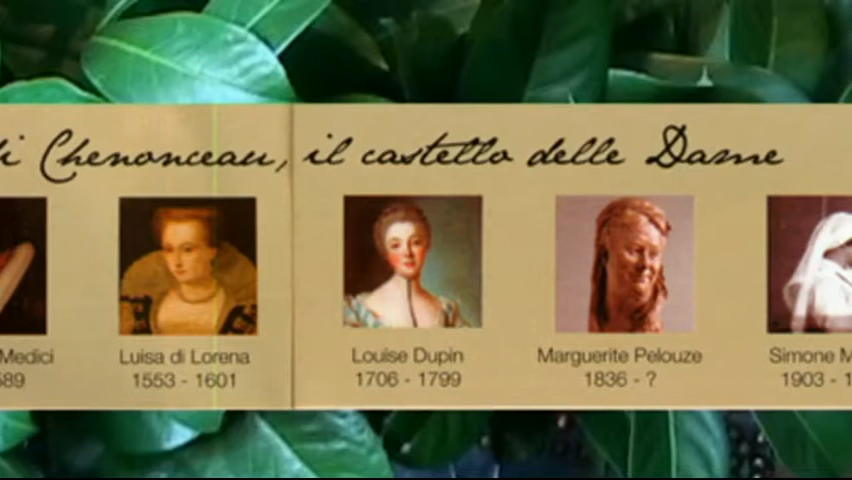 di Chenonceau, il castello delle Dame
Medici
589
Luisa di Lorena
1553 - 1601
Louise Dupin
1706 - 1799
Marguerite Pelouze
1836 - ?
Simone M
1903 - 1